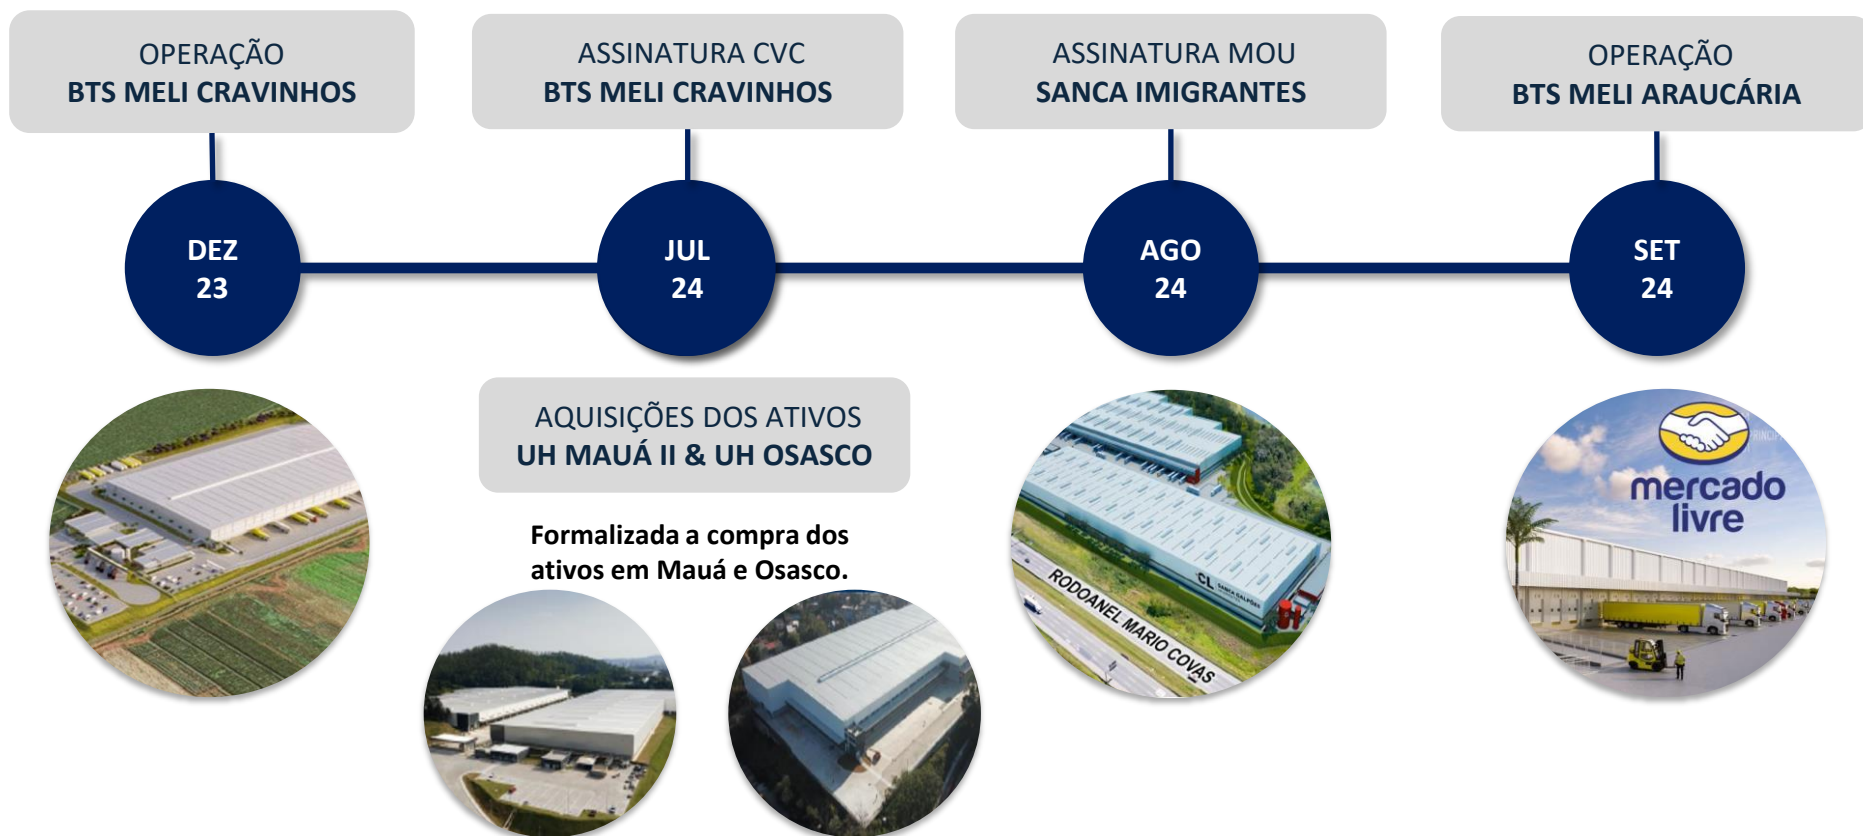 OPERAÇÃO
BTS MELI CRAVINHOS
ASSINATURA CVC
BTS MELI CRAVINHOS
ASSINATURA MOU
SANCA IMIGRANTES
OPERAÇÃO
BTS MELI ARAUCÁRIA
DEZ
23
JUL
24
AGO
24
SET
24
AQUISIÇÕES DOS ATIVOS
UH MAUÁ II & UH OSASCO
Formalizada a compra dos
ativos em Mauá e Osasco.
CL SANCA GALPÕES
RODOANEL MARIO COVAS
mercado
livre